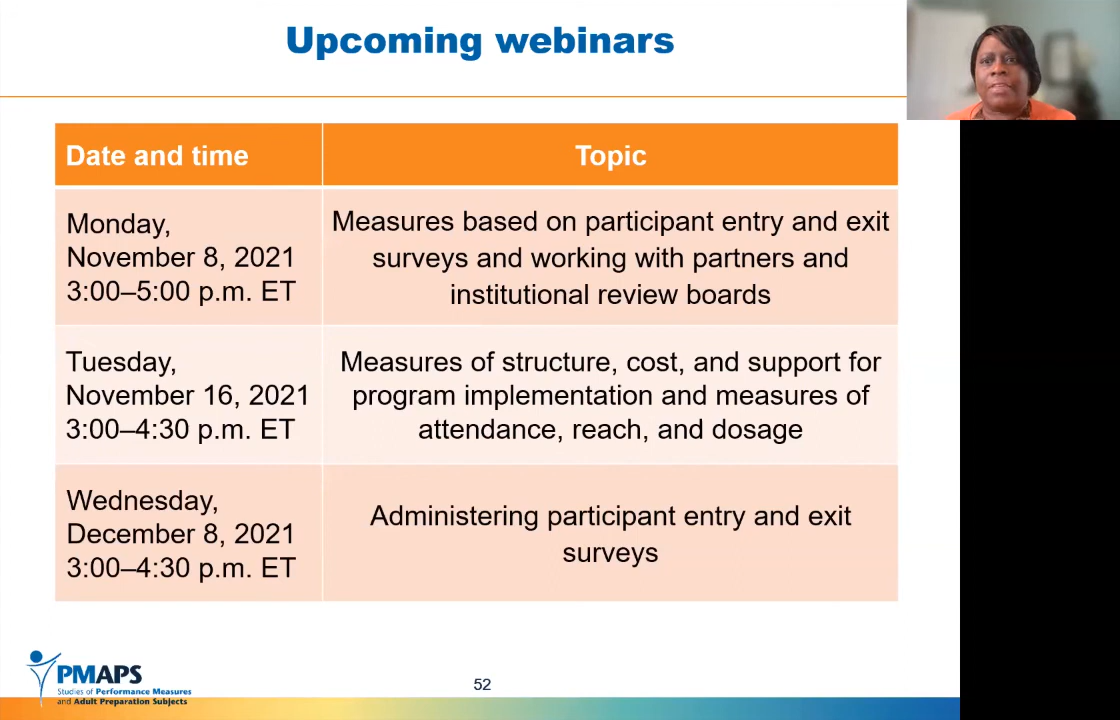 Upcoming webinars
Date and time
Topic
Monday,
November 8, 2021
3:00–5:00 p.m. ET
Measures based on participant entry and exit
surveys and working with partners and
institutional review boards
Tuesday,
November 16, 2021
3:00–4:30 p.m. ET
Measures of structure, cost, and support for
program implementation and measures of
attendance, reach, and dosage
Wednesday,
December 8, 2021
3:00–4:30 p.m. ET
Administering participant entry and exit
surveys
PMAPS
Studies of Performance Measures
and Adult Preparation Subjects
52